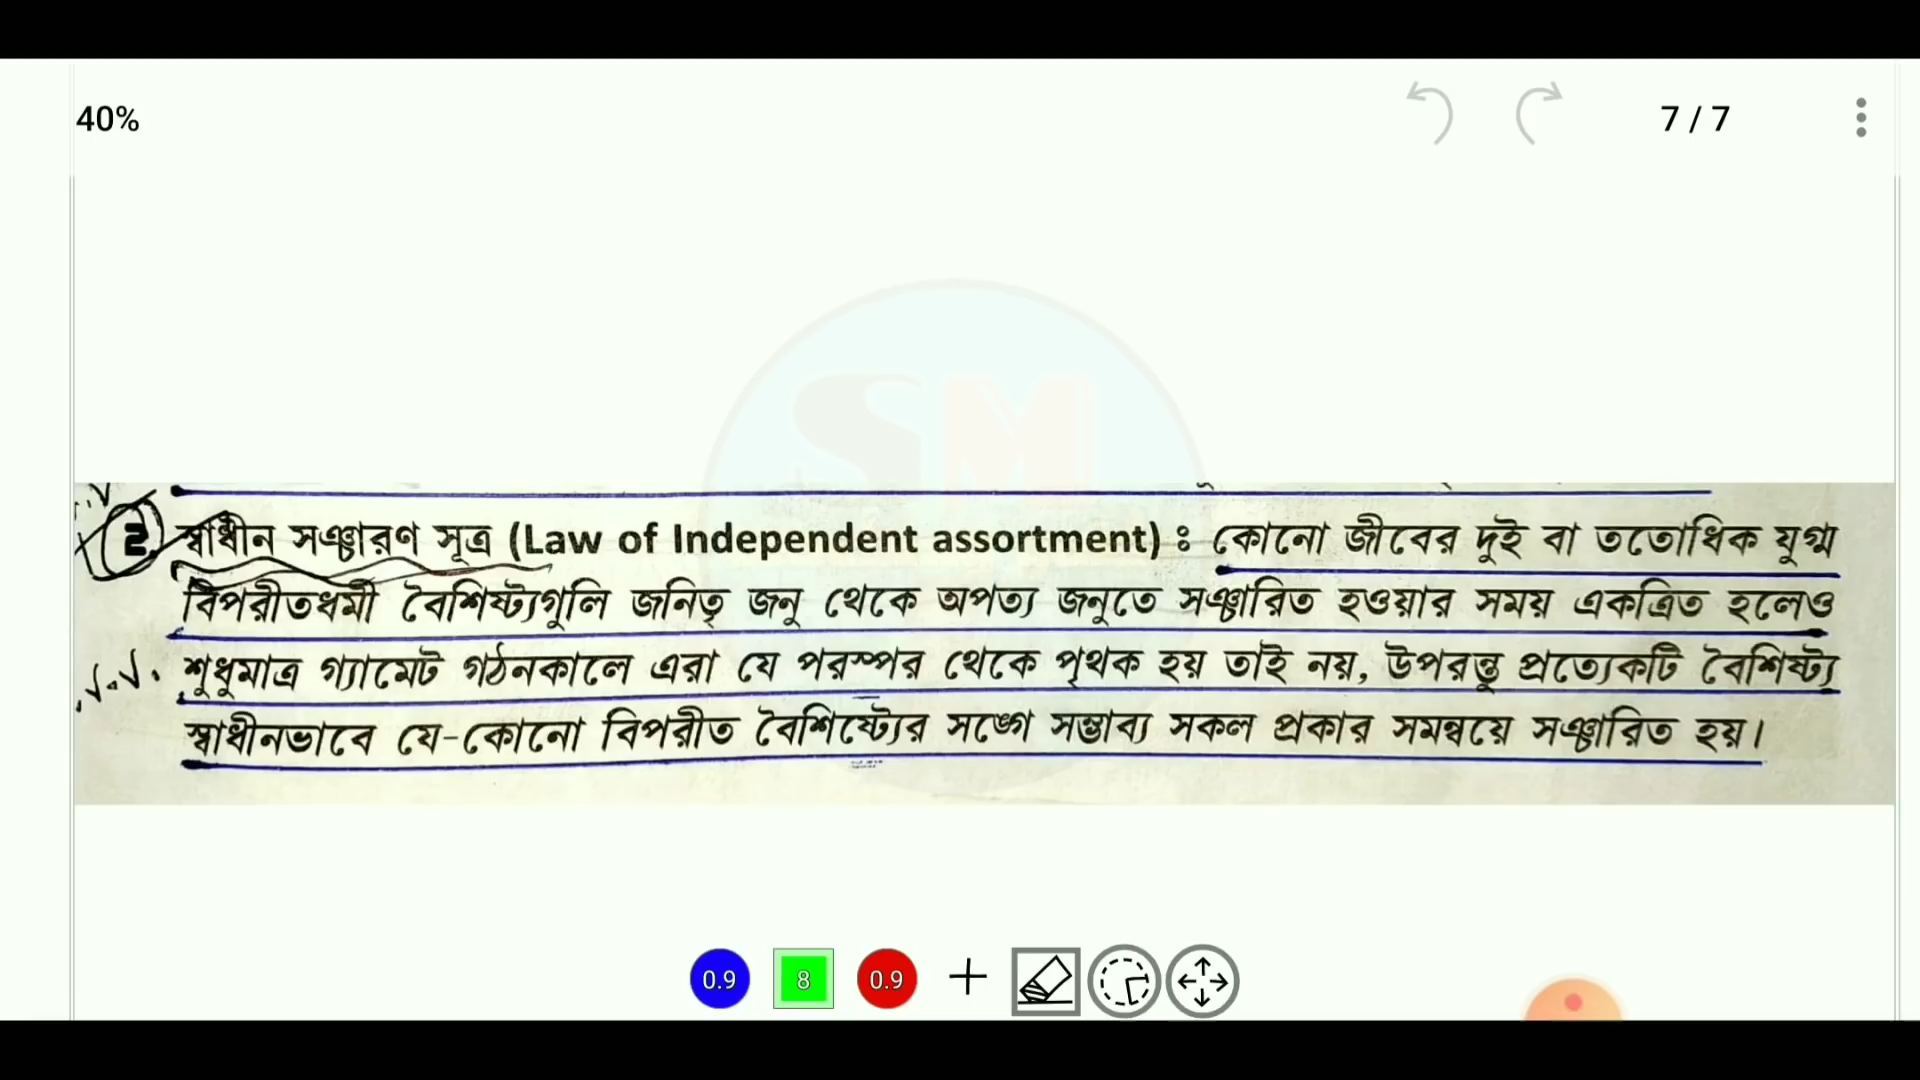 40%
7 / 7
SM
2. স্বাধীন সঞ্চারণ সূত্র (Law of Independent assortment) ঃ কোনো জীবের দুই বা ততোধিক যুগ্ম
বিপরীতধর্মী বৈশিষ্ট্যগুলি জনিতৃ জনু থেকে অপত্য জনুতে সঞ্চারিত হওয়ার সময় একত্রিত হলেও
শুধুমাত্র গ্যামেট গঠনকালে এরা যে পরস্পর থেকে পৃথক হয় তাই নয়, উপরন্তু প্রত্যেকটি বৈশিষ্ট্য
স্বাধীনভাবে যে-কোনো বিপরীত বৈশিষ্ট্যের সঙ্গে সম্ভাব্য সকল প্রকার সমন্বয়ে সঞ্চারিত হয়।
0.9 8 0.9